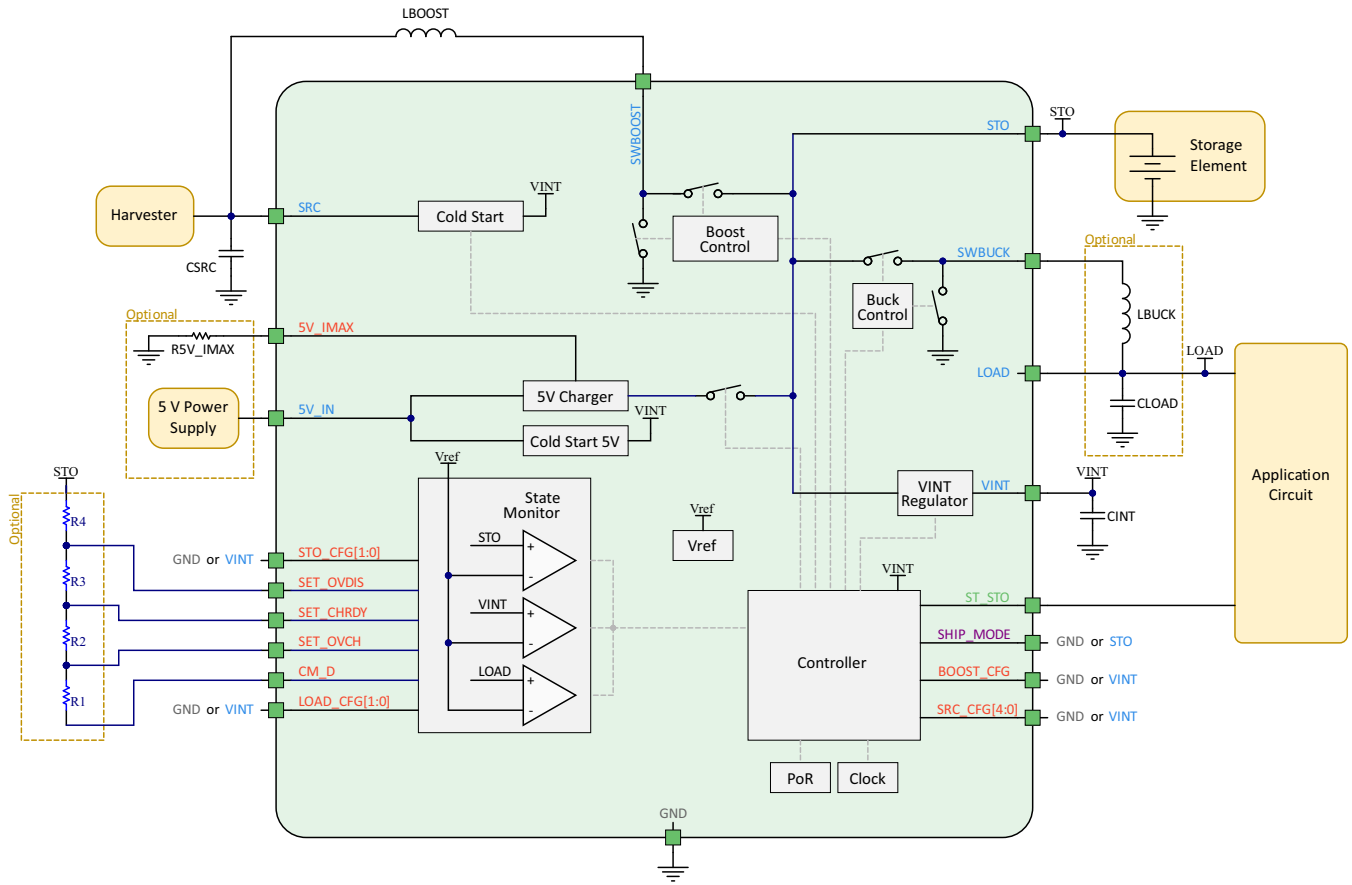 LBOOST
SWBOOST
STO
STO
Storage
Element
Harvester
SRC
Cold Start
VINT
Boost
Control
CSRC
SWBUCK
Optional
Buck
Control
LBUCK
Optional
R5V_IMAX
5V_IMAX
LOAD
LOAD
CLOAD
5 V Power
Supply
5V_IN
5V Charger
Cold Start 5V
VINT
Application
Circuit
STO
Optional
R4
R3
R2
R1
Vref
State
Monitor
STO
+
-
VINT
+
-
LOAD
+
-
Vref
Vref
VINT
Regulator
VINT
VINT
CINT
GND or VINT
STO_CFG[1:0]
SET_OVDIS
SET_CHRDY
SET_OVCH
CM_D
GND or VINT
LOAD_CFG[1:0]
VINT
Controller
ST_STO
SHIP_MODE
GND or STO
BOOST_CFG
GND or VINT
SRC_CFG[4:0]
GND or VINT
PoR
Clock
GND